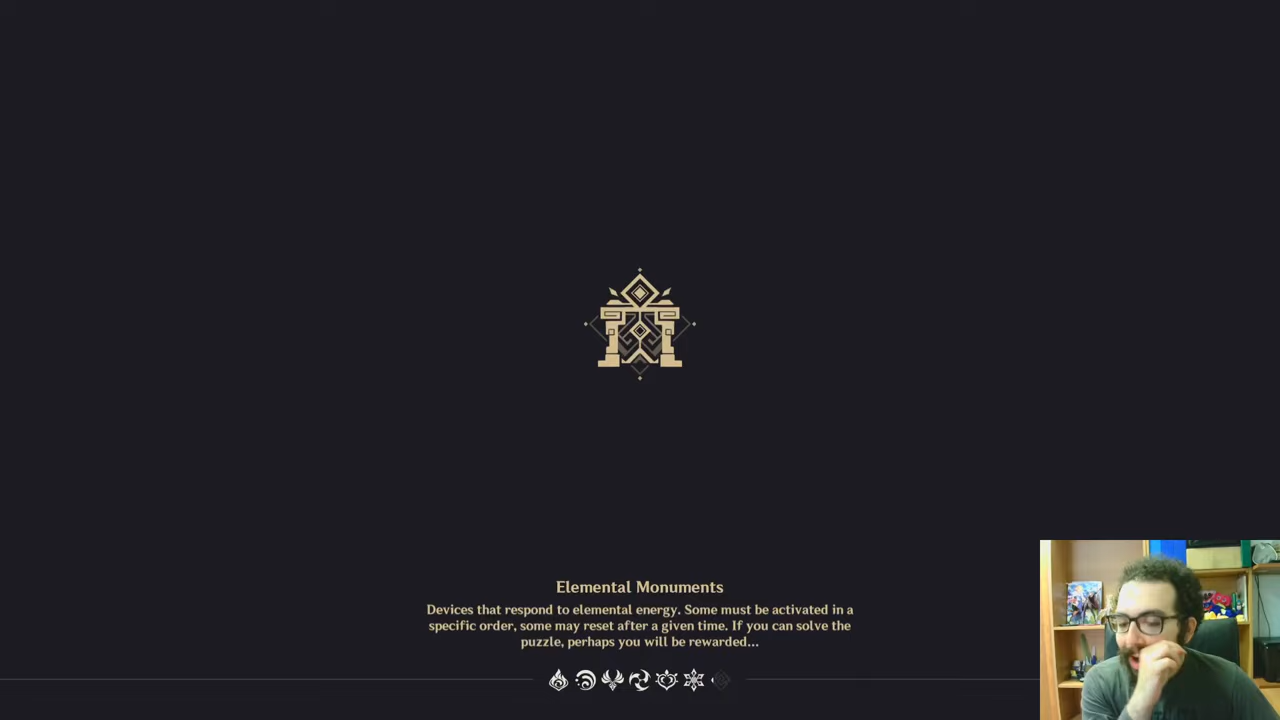 Elemental Monuments
Devices that respond to elemental energy. Some must be activated in a
specific order, some may reset after a given time. If you can solve the
puzzle, perhaps you will be rewarded...